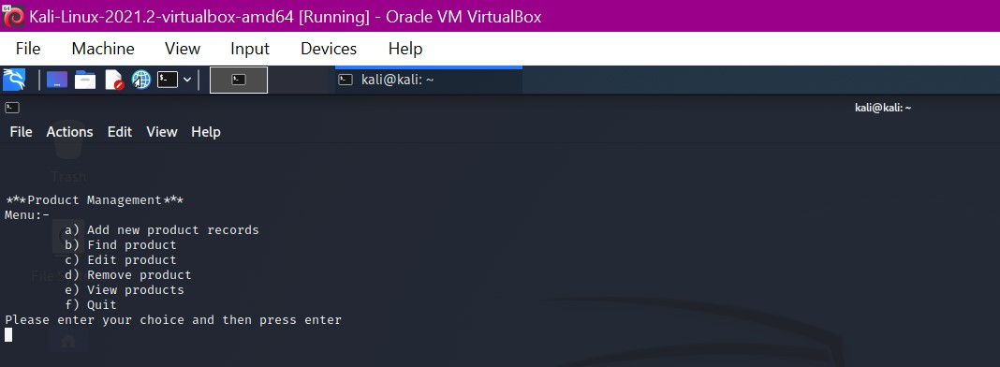 64
Kali-Linux-2021.2-virtualbox-amd64 [Running] - Oracle VM VirtualBox
File Machine View Input Devices Help
kali@kali: ~
kali@kali: ~
File Actions Edit View Help
Trash
***Product Management***
Menu:-
a) Add new product records
b) Find product
c) Edit product
d) Remove product
File S
e) View products
f) Quit
Please enter your choice and then press enter